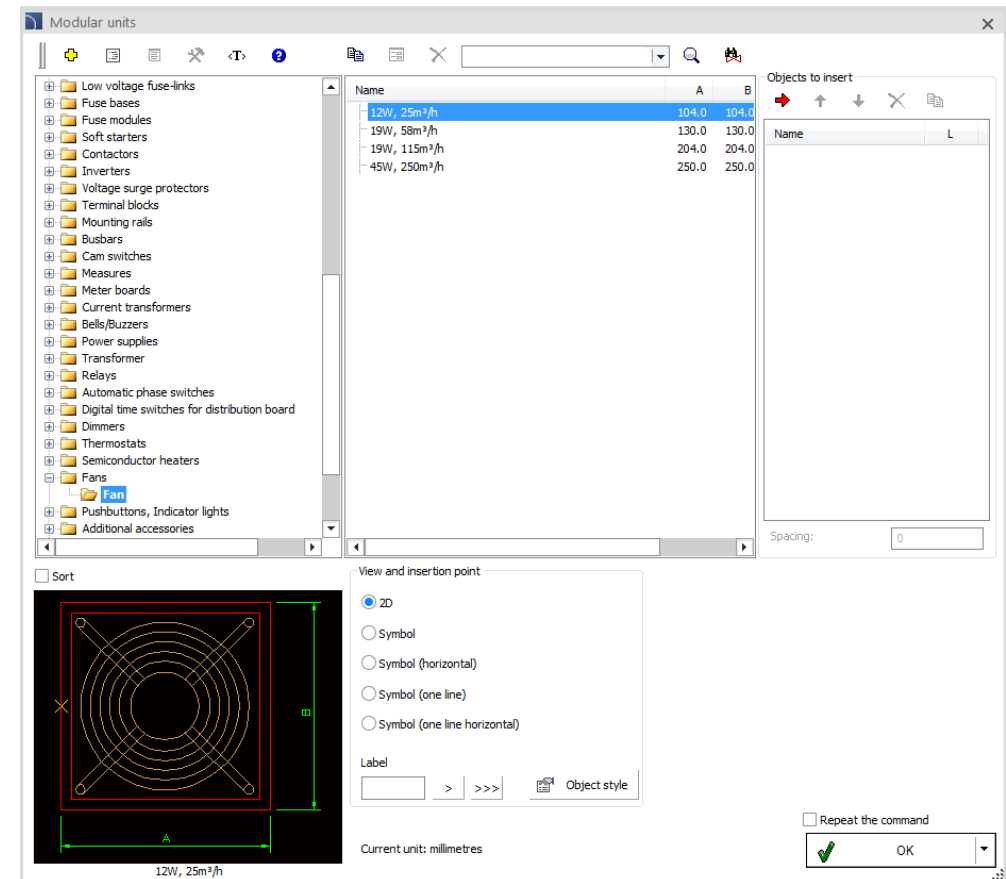 Modular units
<T>
Low voltage fuse-links
Fuse bases
Fuse modules
Soft starters
Contactors
Inverters
Voltage surge protectors
Terminal blocks
Mounting rails
Busbars
Cam switches
Measures
Meter boards
Current transformers
Bells/Buzzers
Power supplies
Transformer
Relays
Automatic phase switches
Digital time switches for distribution board
Dimmers
Thermostats
Semiconductor heaters
Fans
Fan
Pushbuttons, Indicator lights
Additional accessories
Name A B
12W, 25m³/h 104.0 104.0
19W, 58m³/h 130.0 130.0
19W, 115m³/h 204.0 204.0
45W, 250m³/h 250.0 250.0
Objects to insert
Name L
Spacing: 0
Sort
B
A
12W, 25m³/h
View and insertion point
2D
Symbol
Symbol (horizontal)
Symbol (one line)
Symbol (one line horizontal)
Label
> >>> Object style
Current unit: millimetres
Repeat the command
OK